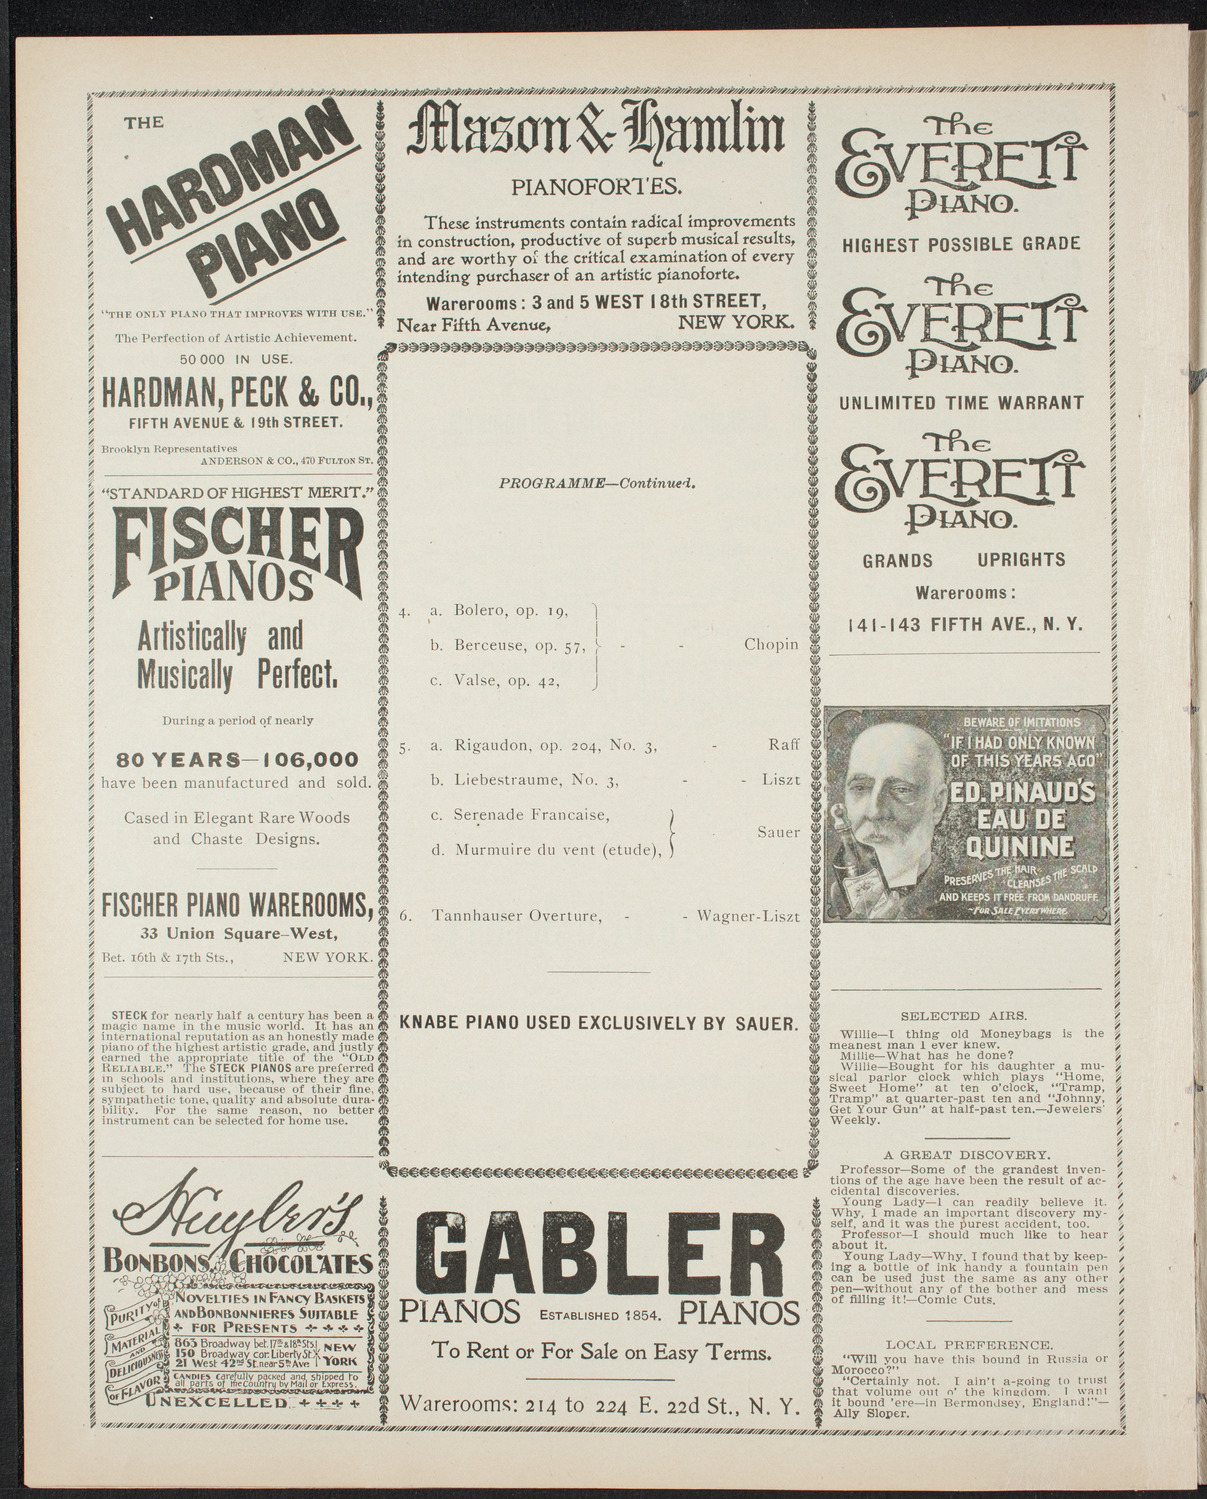 THE
HARDMAN
PIANO
"THE ONLY PIANO THAT IMPROVES WITH USE."
The Perfection of Artistic Achievement.
50 000 IN USE.
HARDMAN, PECK & CO.,
FIFTH AVENUE & 19th STREET.
Brooklyn Representatives
ANDERSON & CO., 470 FULTON ST.
"STANDARD OF HIGHEST MERIT."
FISCHER
PIANOS
Artistically and
Musically Perfect.
During a period of nearly
80 YEARS—106,000
have been manufactured and sold.
Cased in Elegant Rare Woods
and Chaste Designs.
FISCHER PIANO WAREROOMS,
33 Union Square—West,
Bet. 16th & 17th Sts., NEW YORK.
STECK for nearly half a century has been a
magic name in the music world. It has an
international reputation as an honestly made
piano of the highest artistic grade, and justly
earned the appropriate title of the "OLD
RELIABLE." The STECK PIANOS are preferred
in schools and institutions, where they are
subject to hard use, because of their fine,
sympathetic tone, quality and absolute dura-
bility. For the same reason, no better
instrument can be selected for home use.
Huyler's
BONBONS, CHOCOLATES
PURITY of
MATERIAL
AND
DELICIOUSNESS
of FLAVOR
NOVELTIES IN FANCY BASKETS
AND BONBONNIERES SUITABLE
FOR PRESENTS
863 Broadway bet. 17th & 18th Sts.
150 Broadway cor. Liberty St.
21 West 42nd St. near 5th Ave
NEW
YORK
CANDIES carefully packed and shipped to
all parts of the Country by Mail or Express.
UNEXCELLED.
Mason & Hamlin
PIANOFORTES.
These instruments contain radical improvements
in construction, productive of superb musical results,
and are worthy of the critical examination of every
intending purchaser of an artistic pianoforte.
Warerooms: 3 and 5 WEST 18th STREET,
Near Fifth Avenue, NEW YORK.
PROGRAMME—Continued.
4. a. Bolero, op. 19,
b. Berceuse, op. 57, - - Chopin
c. Valse, op. 42,
5. a. Rigaudon, op. 204, No. 3, - Raff
b. Liebestraume, No. 3, - - Liszt
c. Serenade Francaise,
- Sauer
d. Murmuire du vent (etude),
6. Tannhauser Overture, - - Wagner-Liszt
KNABE PIANO USED EXCLUSIVELY BY SAUER.
GABLER
PIANOS ESTABLISHED 1854. PIANOS
To Rent or For Sale on Easy Terms.
Warerooms: 214 to 224 E. 22d St., N. Y.
The
EVERETT
PIANO.
HIGHEST POSSIBLE GRADE
The
EVERETT
PIANO.
UNLIMITED TIME WARRANT
The
EVERETT
PIANO.
GRANDS UPRIGHTS
Warerooms:
141-143 FIFTH AVE., N. Y.
BEWARE OF IMITATIONS
"IF I HAD ONLY KNOWN
OF THIS YEARS AGO"
ED. PINAUD'S
EAU DE
QUININE
PRESERVES THE HAIR-
CLEANSES THE SCALP
AND KEEPS IT FREE FROM DANDRUFF.
~FOR SALE EVERYWHERE
SELECTED AIRS.
Willie—I thing old Moneybags is the
meanest man I ever knew.
Millie—What has he done?
Willie—Bought for his daughter a mu-
sical parlor clock which plays "Home,
Sweet Home" at ten o'clock, "Tramp,
Tramp" at quarter-past ten and "Johnny,
Get Your Gun" at half-past ten.—Jewelers'
Weekly.
A GREAT DISCOVERY.
Professor—Some of the grandest inven-
tions of the age have been the result of ac-
cidental discoveries.
Young Lady—I can readily believe it.
Why, I made an important discovery my-
self, and it was the purest accident, too.
Professor—I should much like to hear
about it.
Young Lady—Why, I found that by keep-
ing a bottle of ink handy a fountain pen
can be used just the same as any other
pen—without any of the bother and mess
of filling it!—Comic Cuts.
LOCAL PREFERENCE.
"Will you have this bound in Russia or
Morocco?"
"Certainly not. I ain't a-going to trust
that volume out o' the kingdom. I want
it bound 'ere—in Bermondsey, England!"—
Ally Sloper.